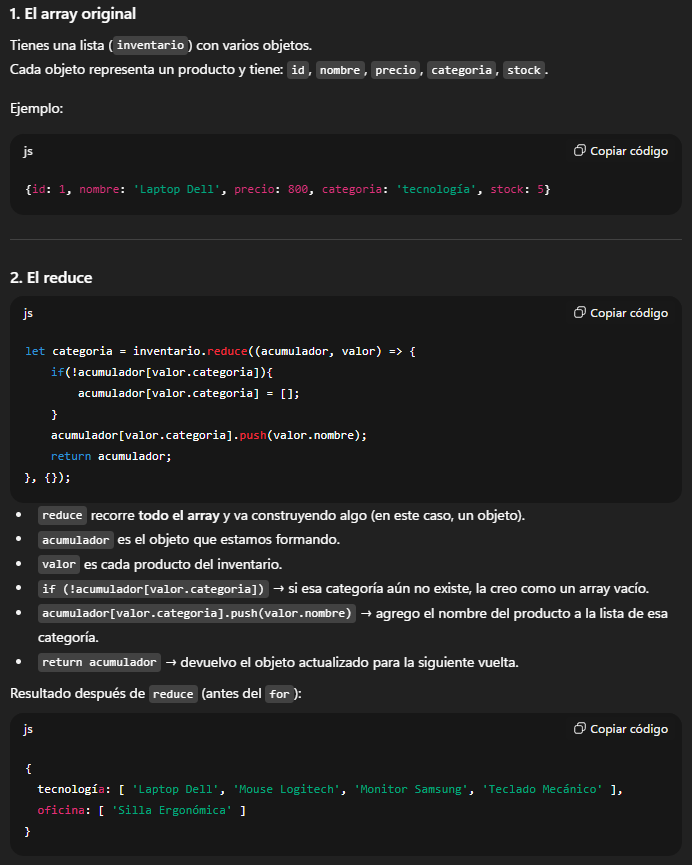 1. El array original
Tienes una lista (inventario) con varios objetos.
Cada objeto representa un producto y tiene: id, nombre, precio, categoria, stock.
Ejemplo:
js
Copiar código
{id: 1, nombre: 'Laptop Dell', precio: 800, categoria: 'tecnología', stock: 5}
2. El reduce
js
Copiar código
let categoria = inventario.reduce((acumulador, valor) => {
    if(!acumulador[valor.categoria]){
        acumulador[valor.categoria] = [];
    }
    acumulador[valor.categoria].push(valor.nombre);
    return acumulador;
}, {});
• reduce recorre todo el array y va construyendo algo (en este caso, un objeto).
• acumulador es el objeto que estamos formando.
• valor es cada producto del inventario.
• if (!acumulador[valor.categoria]) → si esa categoría aún no existe, la creo como un array vacío.
• acumulador[valor.categoria].push(valor.nombre) → agrego el nombre del producto a la lista de esa
categoría.
• return acumulador → devuelvo el objeto actualizado para la siguiente vuelta.
Resultado después de reduce (antes del for):
js
Copiar código
{
  tecnología: [ 'Laptop Dell', 'Mouse Logitech', 'Monitor Samsung', 'Teclado Mecánico' ],
  oficina: [ 'Silla Ergonómica' ]
}